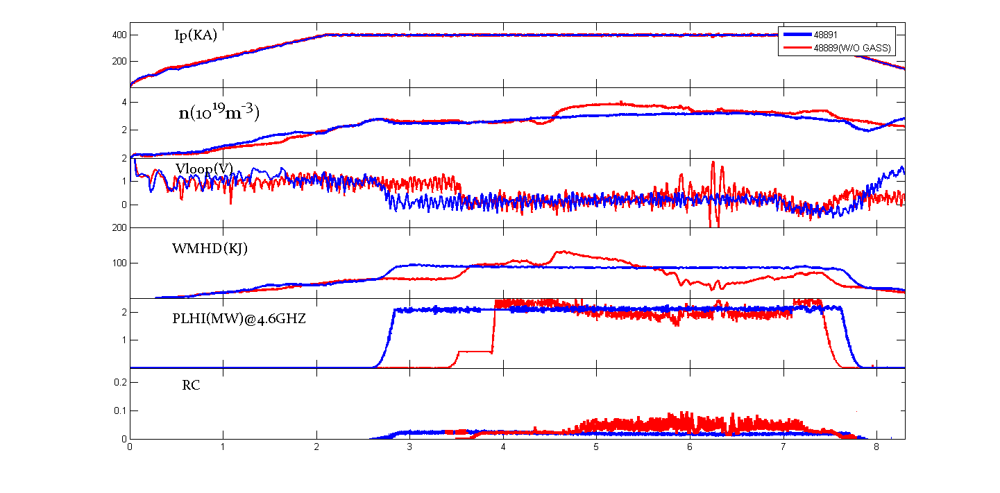 400
Ip(KA)
48891
48889(W/O GASS)
200
4
n(10^19 m^-3)
2
2
Vloop(V)
1
0
200
WMHD(KJ)
100
2
PLHI(MW)@4.6GHZ
1
0.2
RC
0.1
0
0 1 2 3 4 5 6 7 8